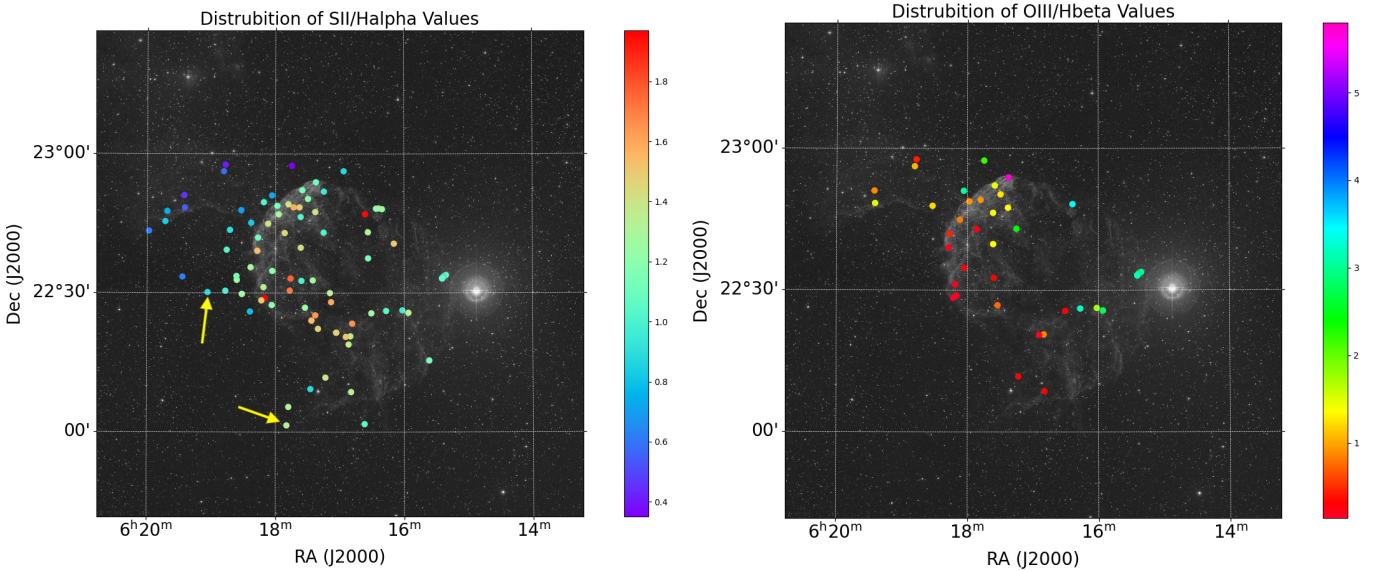 Distrubition of SII/Halpha Values
Dec (J2000)
23°00'
22°30'
00'
6ʰ20ᵐ
18ᵐ
16ᵐ
14ᵐ
RA (J2000)
1.8
1.6
1.4
1.2
1.0
0.8
0.6
0.4
Distrubition of OIII/Hbeta Values
Dec (J2000)
23°00'
22°30'
00'
6ʰ20ᵐ
18ᵐ
16ᵐ
14ᵐ
RA (J2000)
5
4
3
2
1